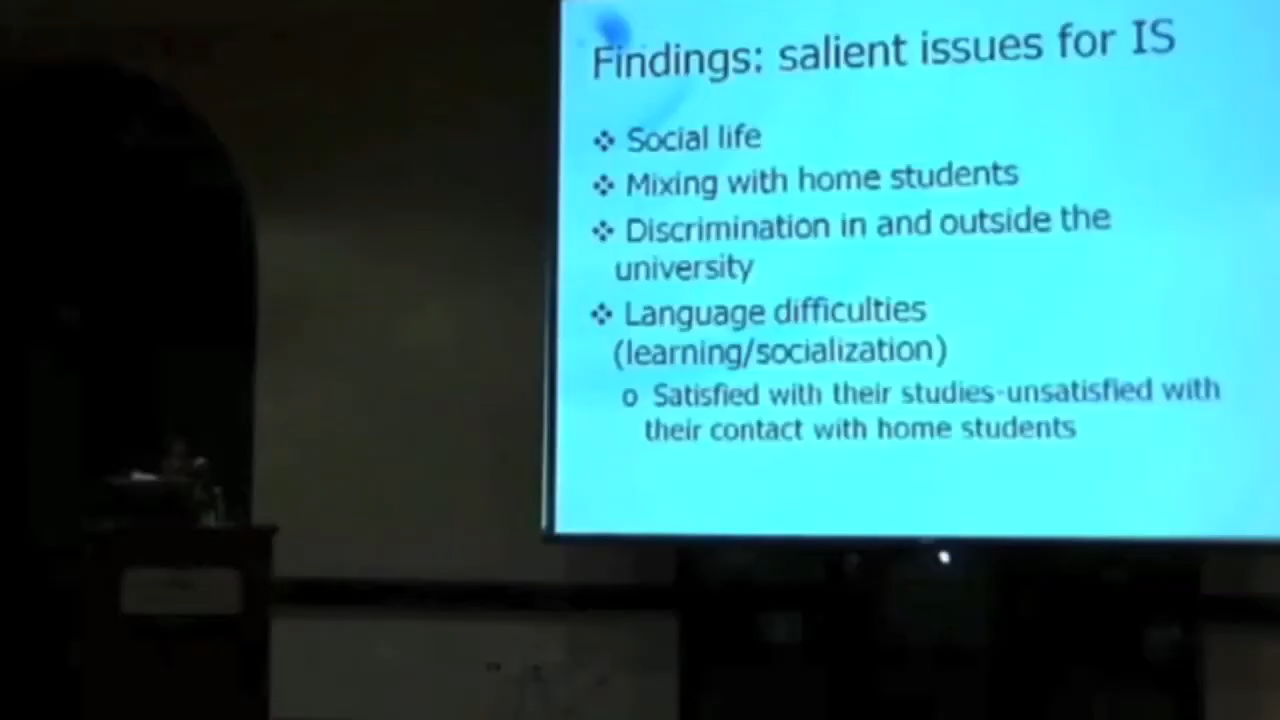 Findings: salient issues for IS
❖ Social life
❖ Mixing with home students
❖ Discrimination in and outside the
university
❖ Language difficulties
(learning/socialization)
o Satisfied with their studies-unsatisfied with
their contact with home students